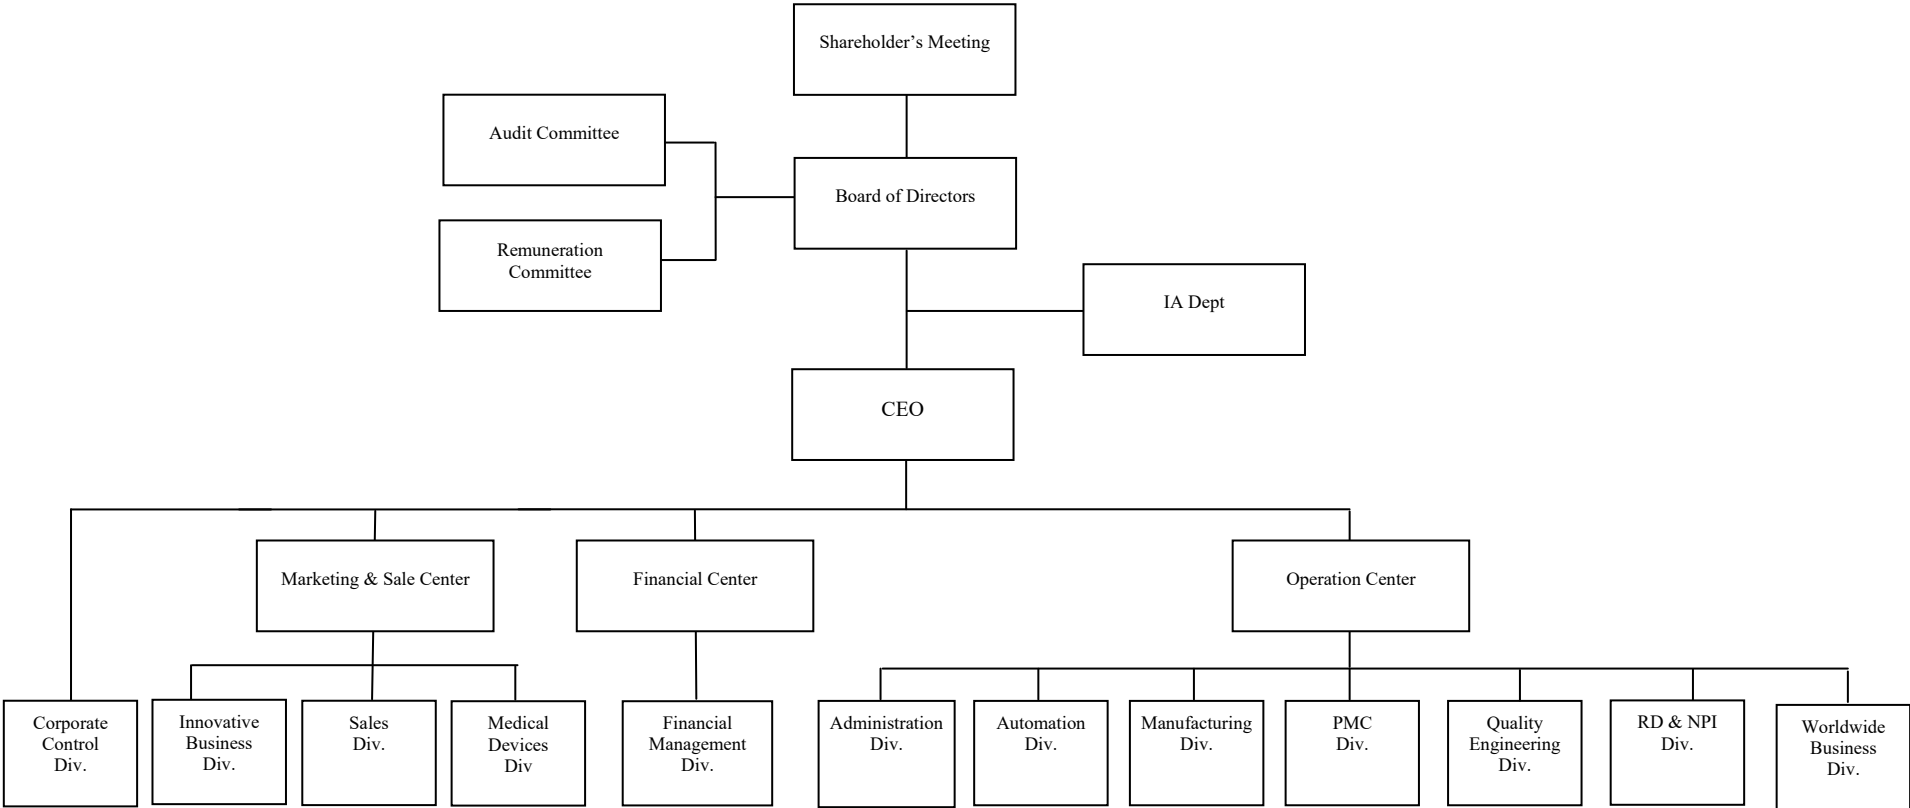 Shareholder’s Meeting
Audit Committee
Board of Directors
Remuneration
Committee
IA Dept
CEO
Marketing & Sale Center
Financial Center
Operation Center
Corporate
Control
Div.
Innovative
Business
Div.
Sales
Div.
Medical
Devices
Div
Financial
Management
Div.
Administration
Div.
Automation
Div.
Manufacturing
Div.
PMC
Div.
Quality
Engineering
Div.
RD & NPI
Div.
Worldwide
Business
Div.